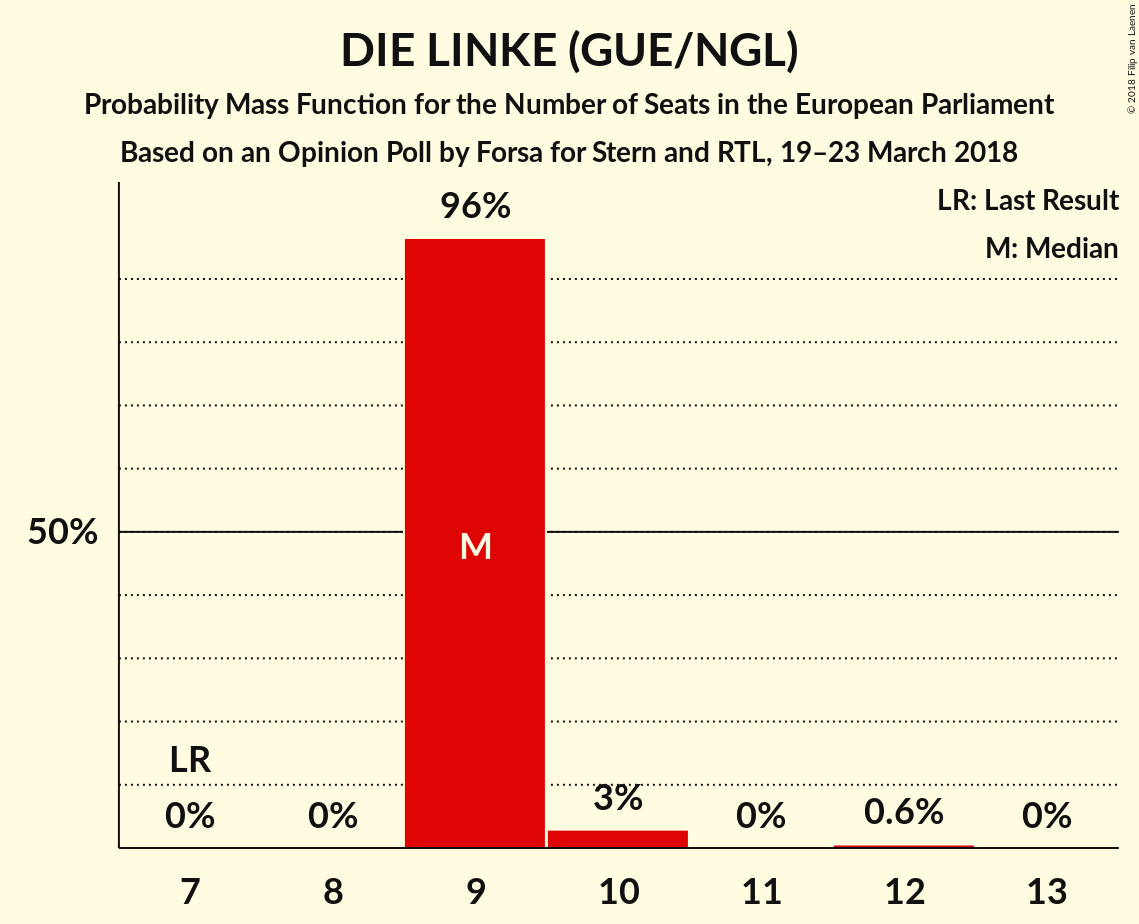 DIE LINKE (GUE/NGL)
Probability Mass Function for the Number of Seats in the European Parliament
Based on an Opinion Poll by Forsa for Stern and RTL, 19–23 March 2018
© 2018 Filip van Laenen
LR: Last Result
M: Median
96%
50%
M
LR
0%
0%
3%
0%
0.6%
0%
7
8
9
10
11
12
13